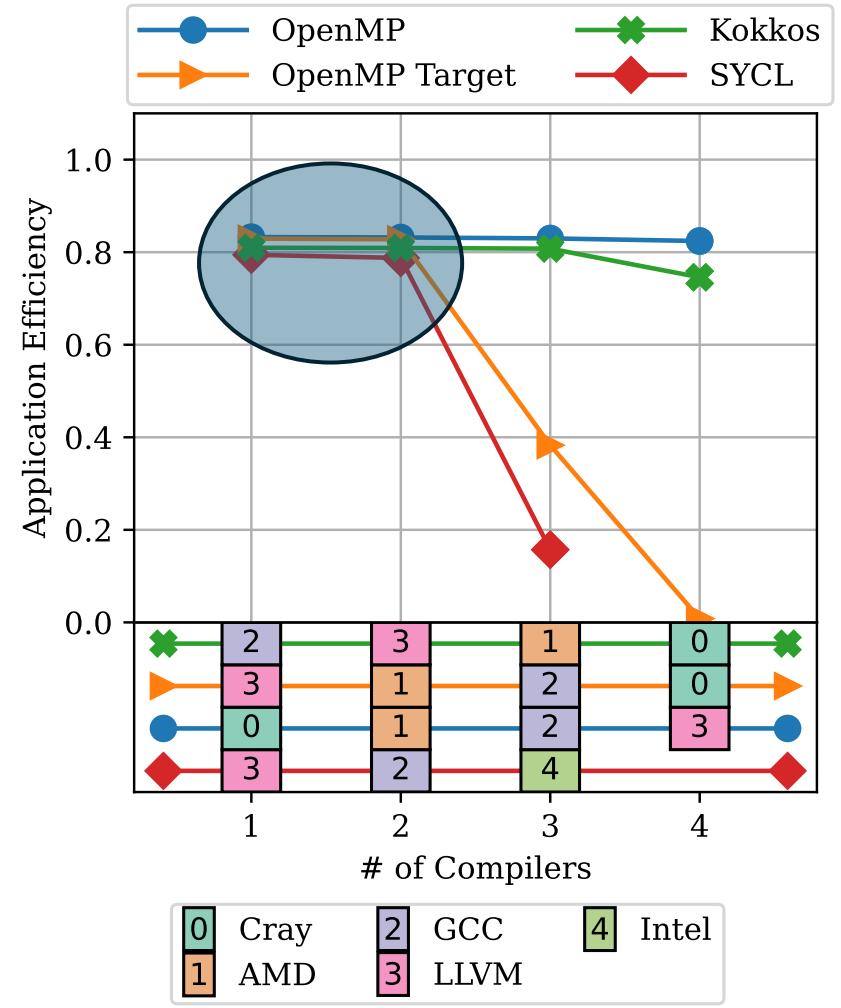 OpenMP Kokkos
OpenMP Target SYCL
1.0
0.8
0.6
0.4
0.2
0.0
Application Efficiency
2 3 1 0
3 1 2 0
0 1 2 3
3 2 4
1 2 3 4
# of Compilers
0 Cray 2 GCC 4 Intel
1 AMD 3 LLVM